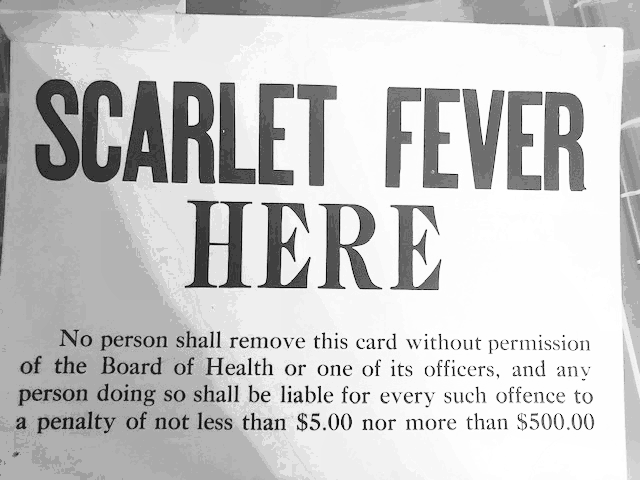 SCARLET FEVER
HERE
No person shall remove this card without permission
of the Board of Health or one of its officers, and any
person doing so shall be liable for every such offence to
a penalty of not less than $5.00 nor more than $500.00